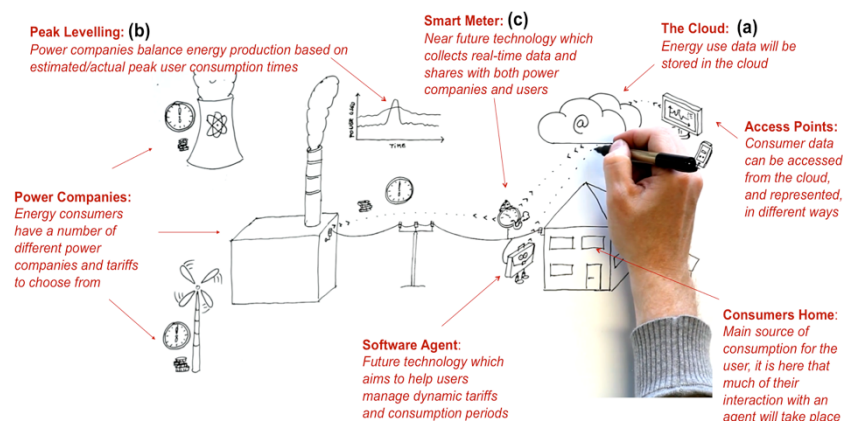 Peak Levelling: (b)
Power companies balance energy production based on
estimated/actual peak user consumption times
Smart Meter: (c)
Near future technology which
collects real-time data and
shares with both power
companies and users
The Cloud: (a)
Energy use data will be
stored in the cloud
Access Points:
Consumer data
can be accessed
from the cloud,
and represented,
in different ways
POWER LOAD
TIME
@
Power Companies:
Energy consumers
have a number of
different power
companies and tariffs
to choose from
Software Agent:
Future technology which
aims to help users
manage dynamic tariffs
and consumption periods
Consumers Home:
Main source of
consumption for the
user, it is here that
much of their
interaction with an
agent will take place